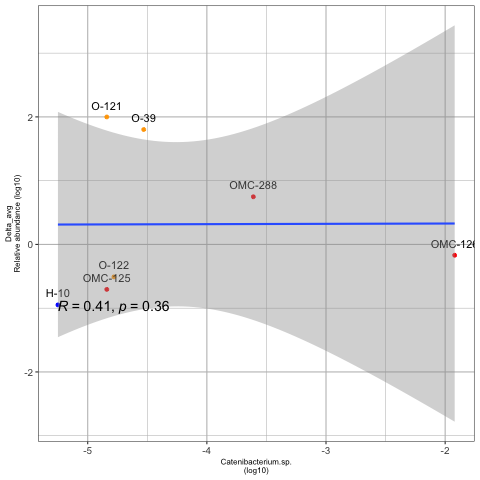 Delta_avg
Relative abundance (log10)
2
0
-2
O-121
O-39
OMC-288
OMC-126
O-122
OMC-125
H-10
R = 0.41, p = 0.36
-5
-4
-3
-2
Catenibacterium.sp.
(log10)